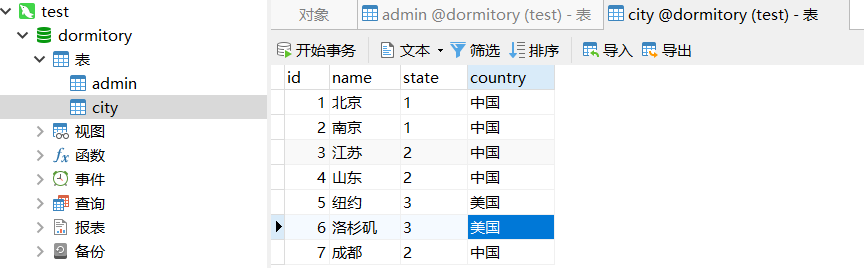 test
dormitory
表
admin
city
视图
函数
事件
查询
报表
备份
对象 admin @dormitory (test) - 表 city @dormitory (test) - 表
开始事务 文本 筛选 排序 导入 导出
id name state country
1 北京 1 中国
2 南京 1 中国
3 江苏 2 中国
4 山东 2 中国
5 纽约 3 美国
6 洛杉矶 3 美国
7 成都 2 中国